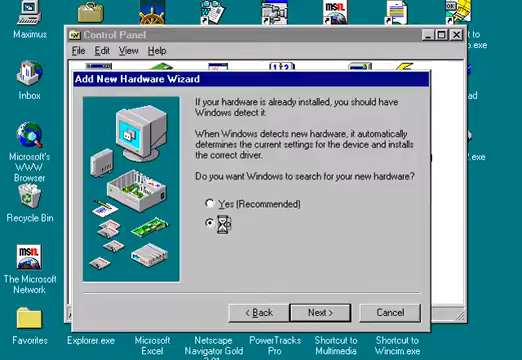 Maximus
msn
Control Panel
File Edit View Help
Add New Hardware Wizard
If your hardware is already installed, you should have
Windows detect it.
When Windows detects new hardware, it automatically
determines the current settings for the device and installs
the correct driver.
Do you want Windows to search for your new hardware?
Yes (Recommended)
< Back Next > Cancel
Inbox
Microsoft's
WWW
Browser
Recycle Bin
msn
The Microsoft
Network
Favorites
Explorer.exe
Microsoft
Excel
Netscape
Navigator Gold
PowerTracks
Pro
Shortcut to
Multimedia
Shortcut to
Wincim.exe